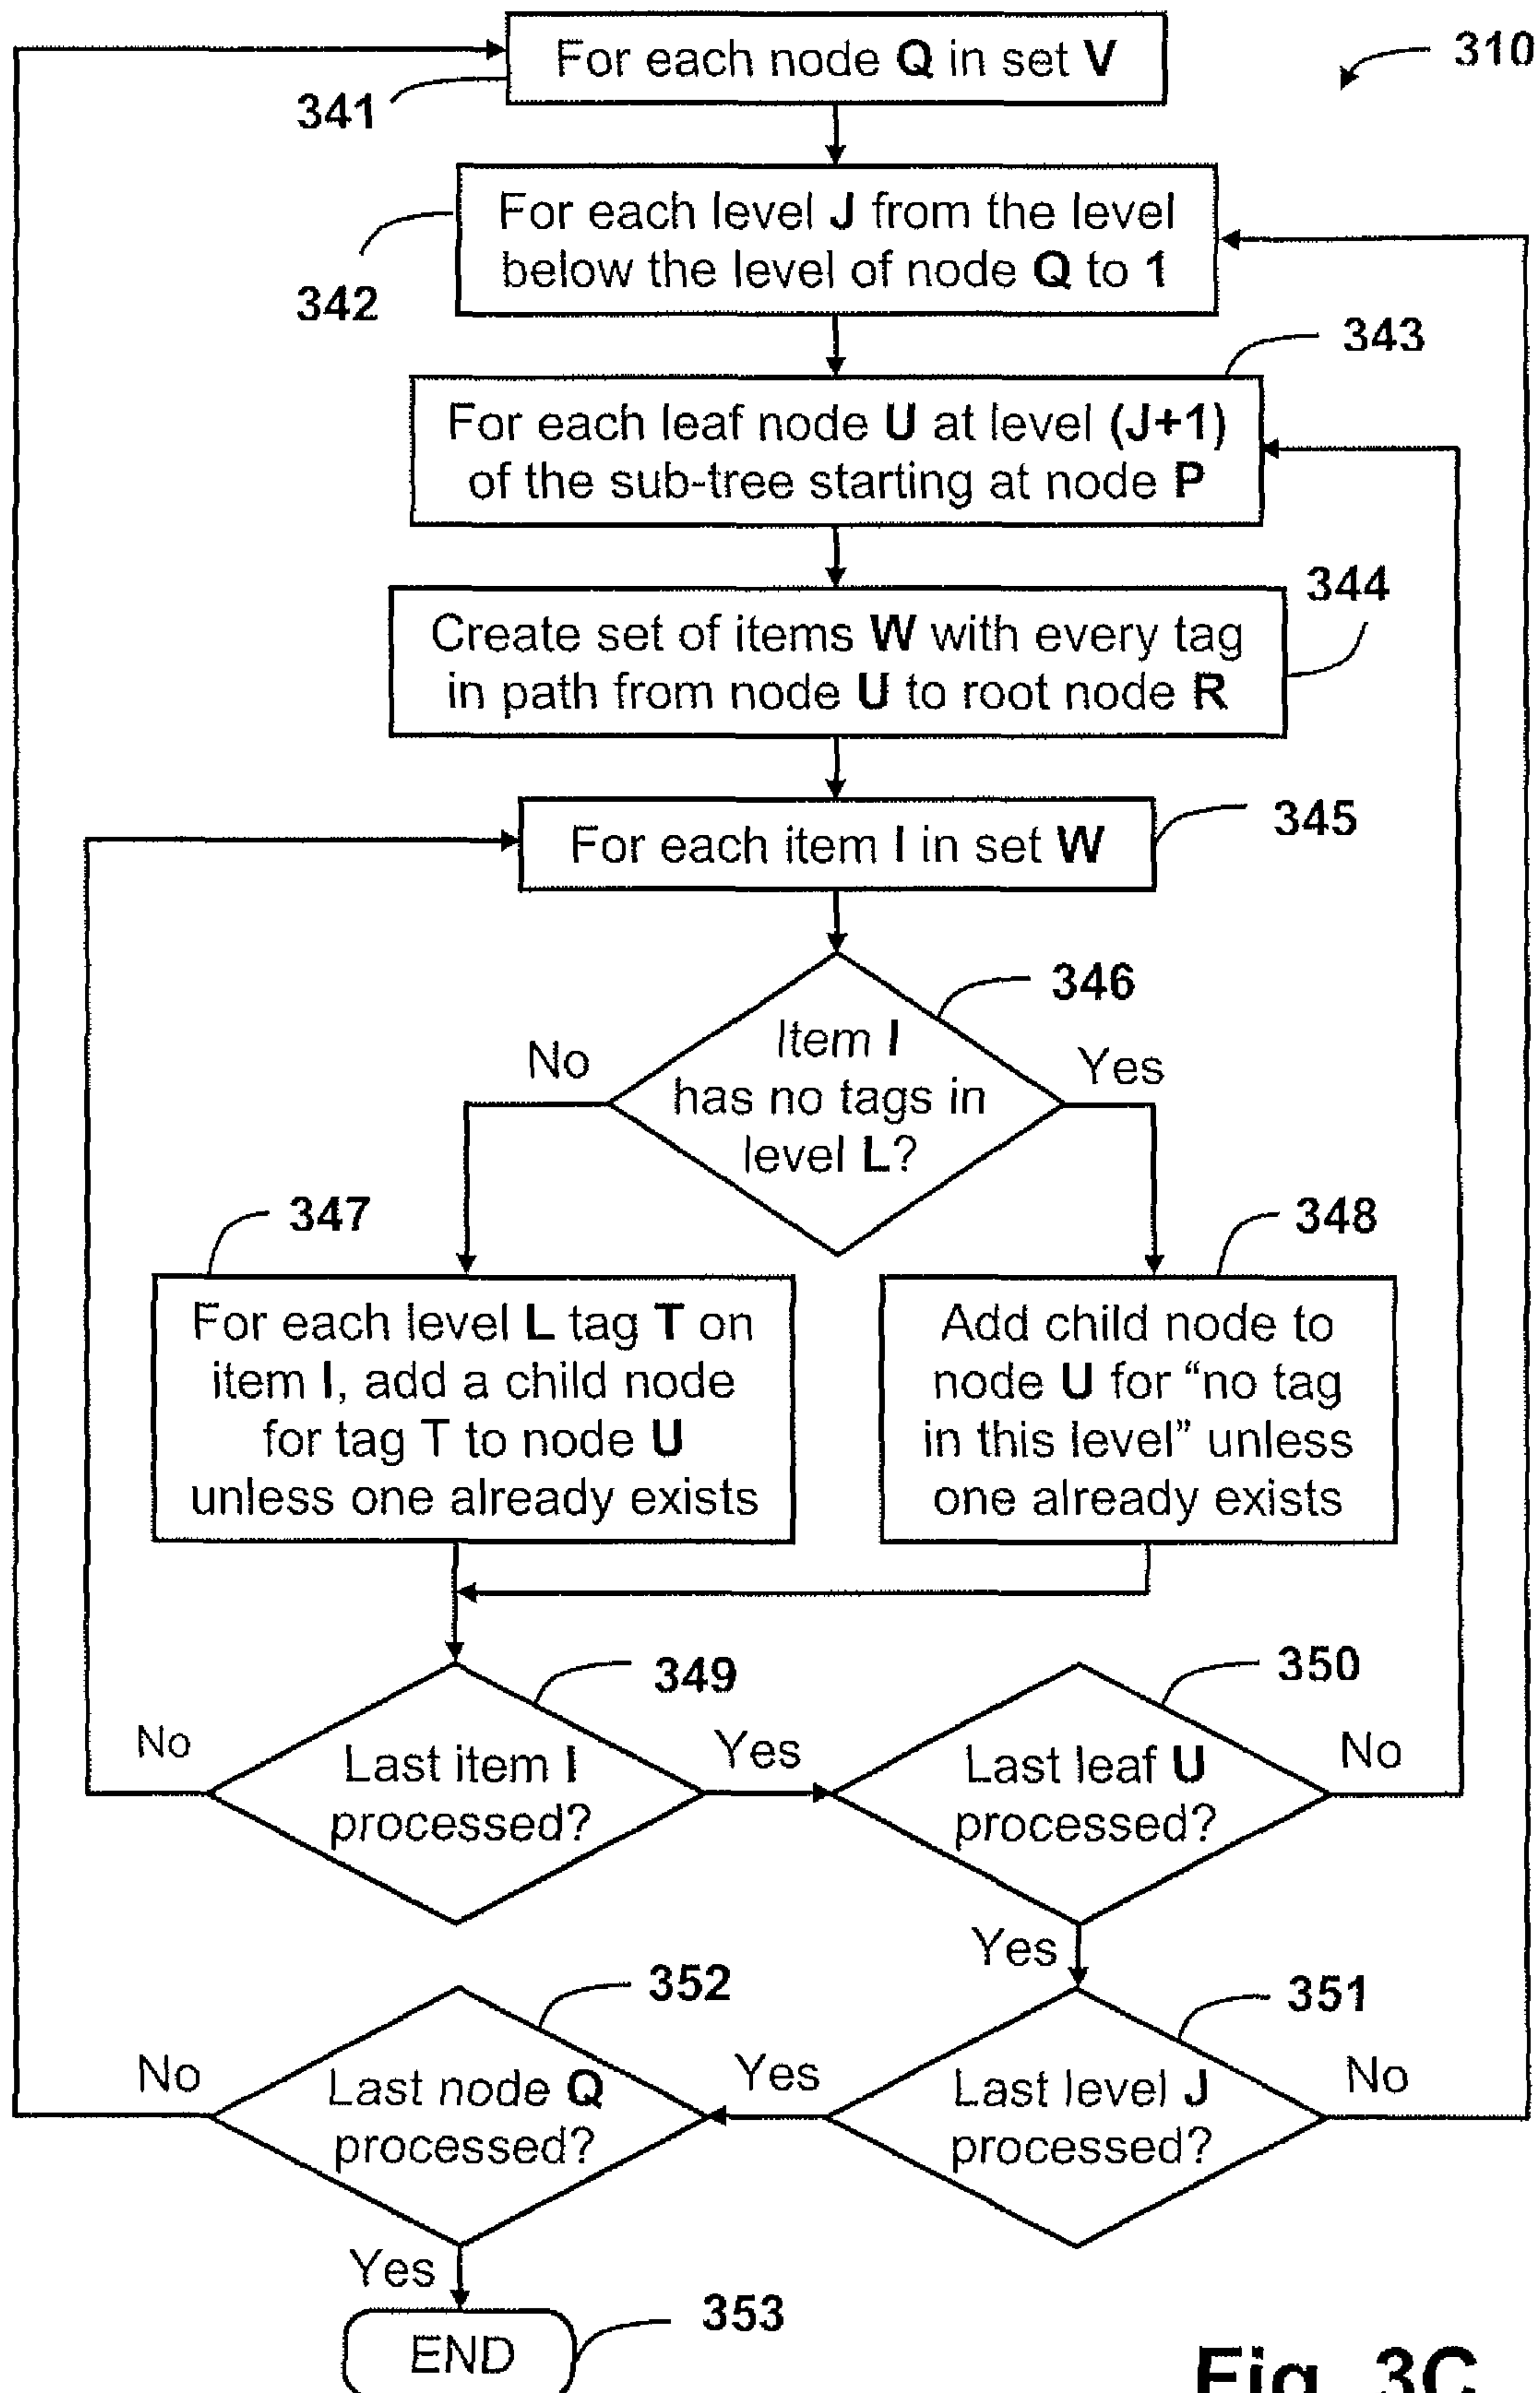 For each node Q in set V
310
341
For each level J from the level
below the level of node Q to 1
342
343
For each leaf node U at level (J+1)
of the sub-tree starting at node P
344
Create set of items W with every tag
in path from node U to root node R
345
For each item I in set W
346
Item I
has no tags in
level L?
No
Yes
347
348
For each level L tag T on
item I, add a child node
for tag T to node U
unless one already exists
Add child node to
node U for “no tag
in this level” unless
one already exists
349
350
No
Last item I
processed?
Yes
Last leaf U
processed?
No
Yes
352
351
No
Last node Q
processed?
Yes
Last level J
processed?
No
Yes
353
END
Fig. 3C